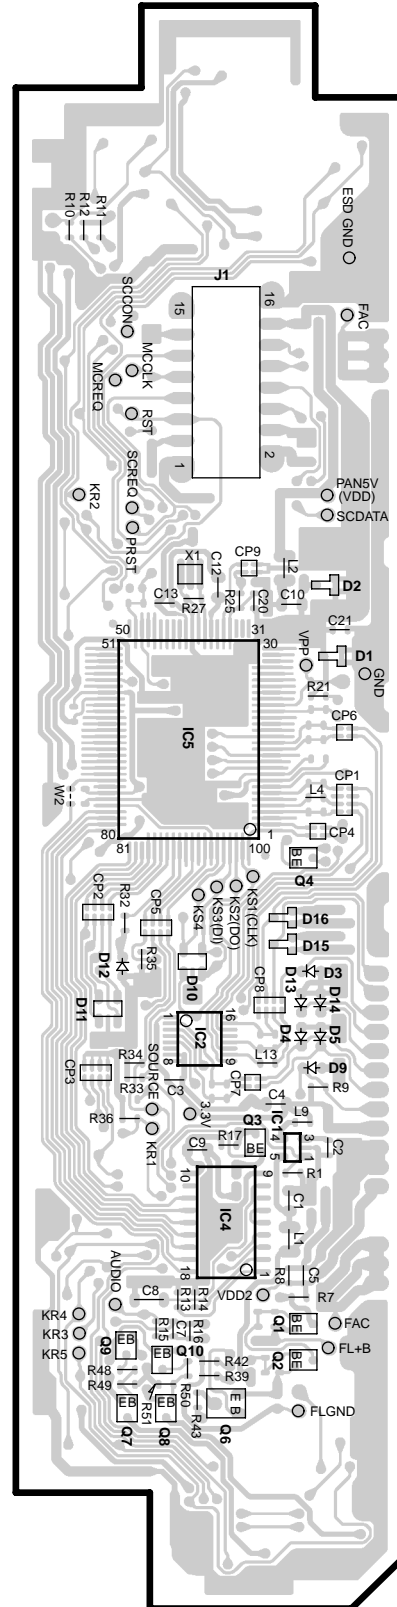 R11
R12
R10
ESD GND
J1
15
16
FAC
SCCON
MCCLK
MCREQ
RST
SCREQ
1
2
KR2
PAN5V
(VDD)
SCDATA
PRST
X1
C12
CP9
L2
D2
C13
R27
R25
C20
C10
C21
50
31
51
30
VPP
D1
GND
R21
IC5
CP6
W2
L4
CP1
80
1
CP4
81
100
BE
Q4
CP2
R32
CP5
KS4
KS3(DI)
KS2(DO)
KS1(CLK)
D16
D15
D12
R35
D10
CP8
D13
D3
D14
D11
1
16
IC2
D4
D5
8
9
L13
CP3
R34
R33
SOURCE
C3
CP7
D9
R9
R36
KR1
3.3V
C4
L9
IC1
Q3
R17
BE
4
3
5
1
C2
C9
10
9
R1
IC4
C1
L1
18
1
R8
C5
AUDIO
C8
R13
R14
VDD2
R7
KR4
KR3
KR5
Q9
EB
R15
C7
R16
Q1
BE
FAC
FL+B
EB
Q10
R42
R39
Q2
BE
R48
R49
R50
R51
R43
EB
Q7
EB
Q8
EB
Q6
FLGND